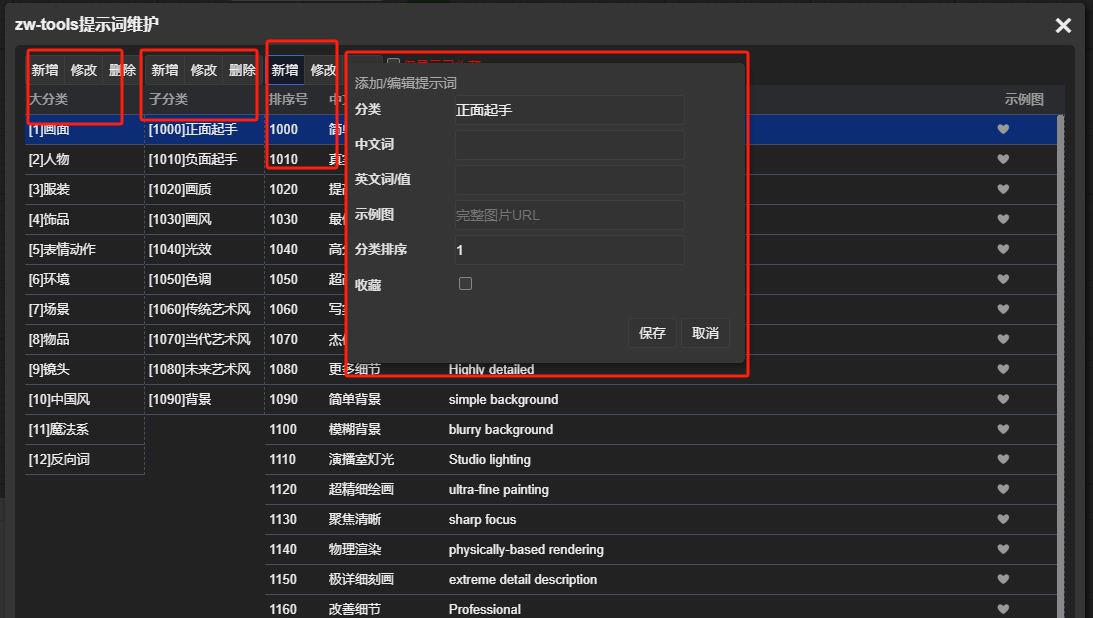 zw-tools提示词维护
新增 修改 删除 新增 修改 删除 新增 修改
大分类 子分类 排序号 示例图
添加/编辑提示词
分类 正面起手
中文词
英文词/值
示例图 完整图片URL
分类排序 1
收藏
保存 取消
[1]画面 [1000]正面起手 1000
[2]人物 [1010]负面起手 1010
[3]服装 [1020]画质 1020
[4]饰品 [1030]画风 1030
[5]表情动作 [1040]光效 1040
[6]环境 [1050]色调 1050
[7]场景 [1060]传统艺术风 1060
[8]物品 [1070]当代艺术风 1070
[9]镜头 [1080]未来艺术风 1080 更多细节 Highly detailed
[10]中国风 [1090]背景 1090 简单背景 simple background
[11]魔法系 1100 模糊背景 blurry background
[12]反向词 1110 演播室灯光 Studio lighting
1120 超精细绘画 ultra-fine painting
1130 聚焦清晰 sharp focus
1140 物理渲染 physically-based rendering
1150 极详细刻画 extreme detail description
1160 改善细节 Professional